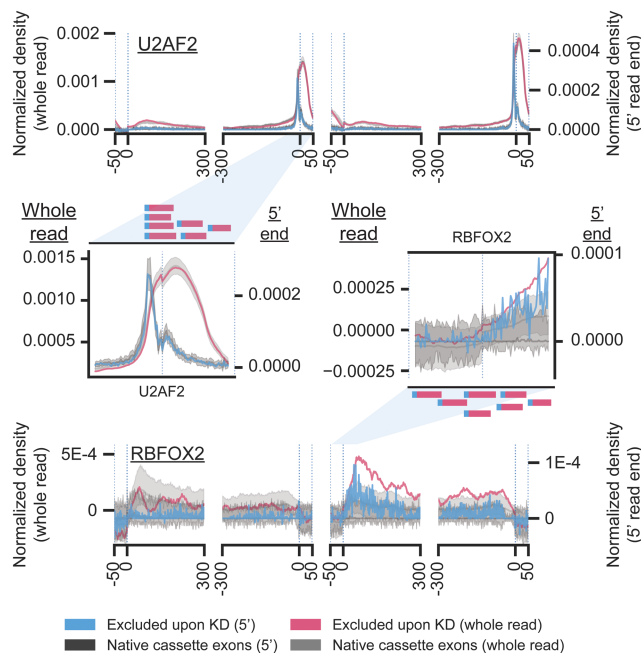 Normalized density
(whole read)
0.002
0.001
0.000
U2AF2
0.0004
0.0002
0.0000
Normalized density
(5' read end)
-50
0
300
-300
0
50
-50
0
300
-300
0
50
Whole
read
5'
end
0.0015
0.0010
0.0005
0.0002
0.0000
U2AF2
Whole
read
RBFOX2
5'
end
0.00025
0.00000
−0.00025
0.0001
0.0000
Normalized density
(whole read)
5E-4
0
RBFOX2
1E-4
0
Normalized density
(5' read end)
-50
0
300
-300
0
50
-50
0
300
-300
0
50
Excluded upon KD (5')
Excluded upon KD (whole read)
Native cassette exons (5')
Native cassette exons (whole read)